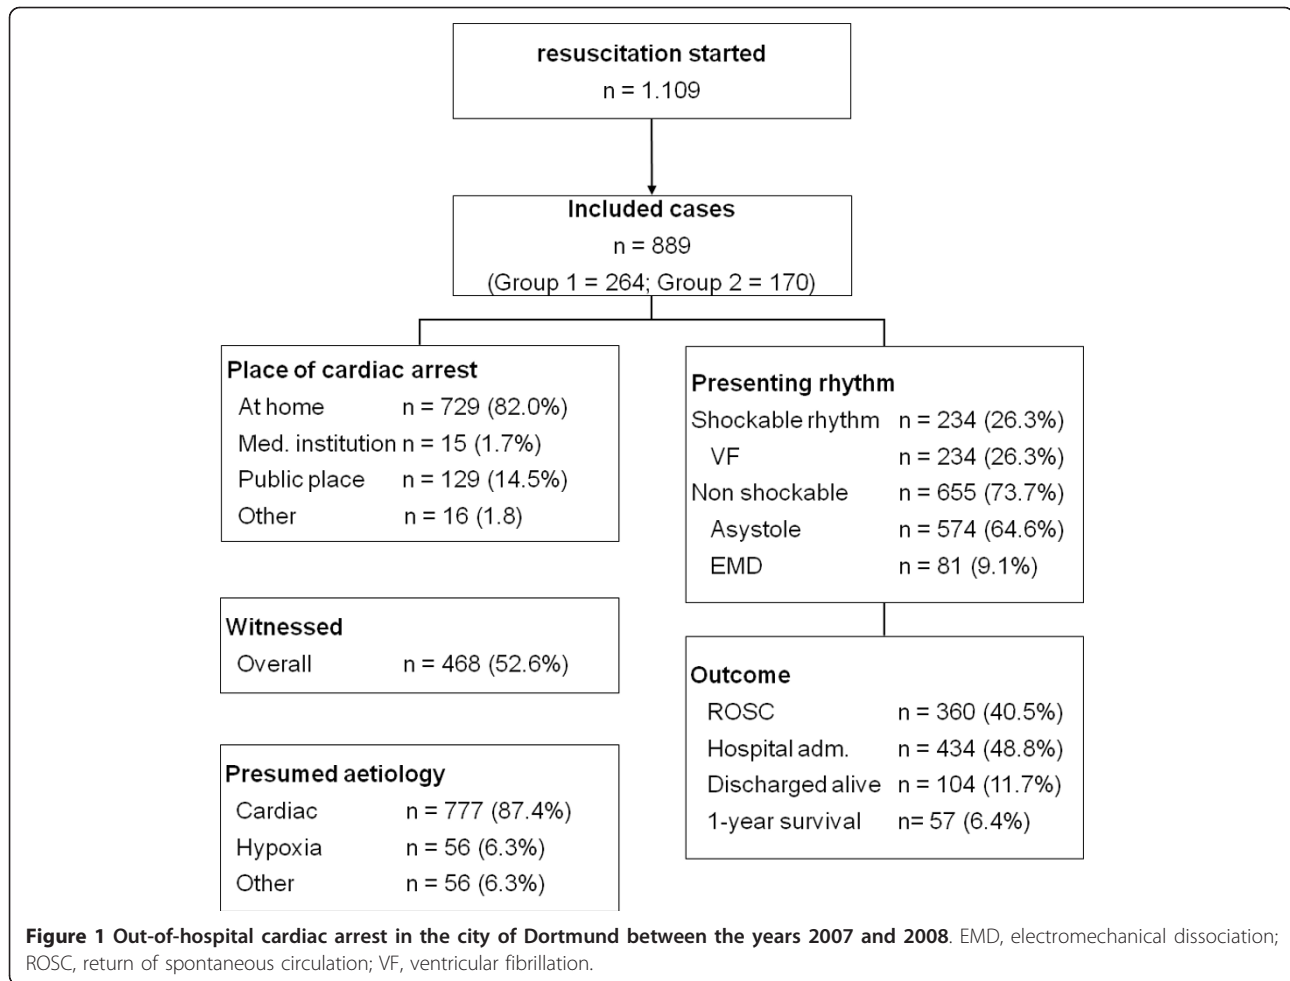 resuscitation started
n = 1.109
Included cases
n = 889
(Group 1 = 264; Group 2 = 170)
Place of cardiac arrest
At home n = 729 (82.0%)
Med. institution n = 15 (1.7%)
Public place n = 129 (14.5%)
Other n = 16 (1.8)
Witnessed
Overall n = 468 (52.6%)
Presumed aetiology
Cardiac n = 777 (87.4%)
Hypoxia n = 56 (6.3%)
Other n = 56 (6.3%)
Presenting rhythm
Shockable rhythm n = 234 (26.3%)
VF n = 234 (26.3%)
Non shockable n = 655 (73.7%)
Asystole n = 574 (64.6%)
EMD n = 81 (9.1%)
Outcome
ROSC n = 360 (40.5%)
Hospital adm. n = 434 (48.8%)
Discharged alive n = 104 (11.7%)
1-year survival n= 57 (6.4%)
Figure 1 Out-of-hospital cardiac arrest in the city of Dortmund between the years 2007 and 2008. EMD, electromechanical dissociation;
ROSC, return of spontaneous circulation; VF, ventricular fibrillation.